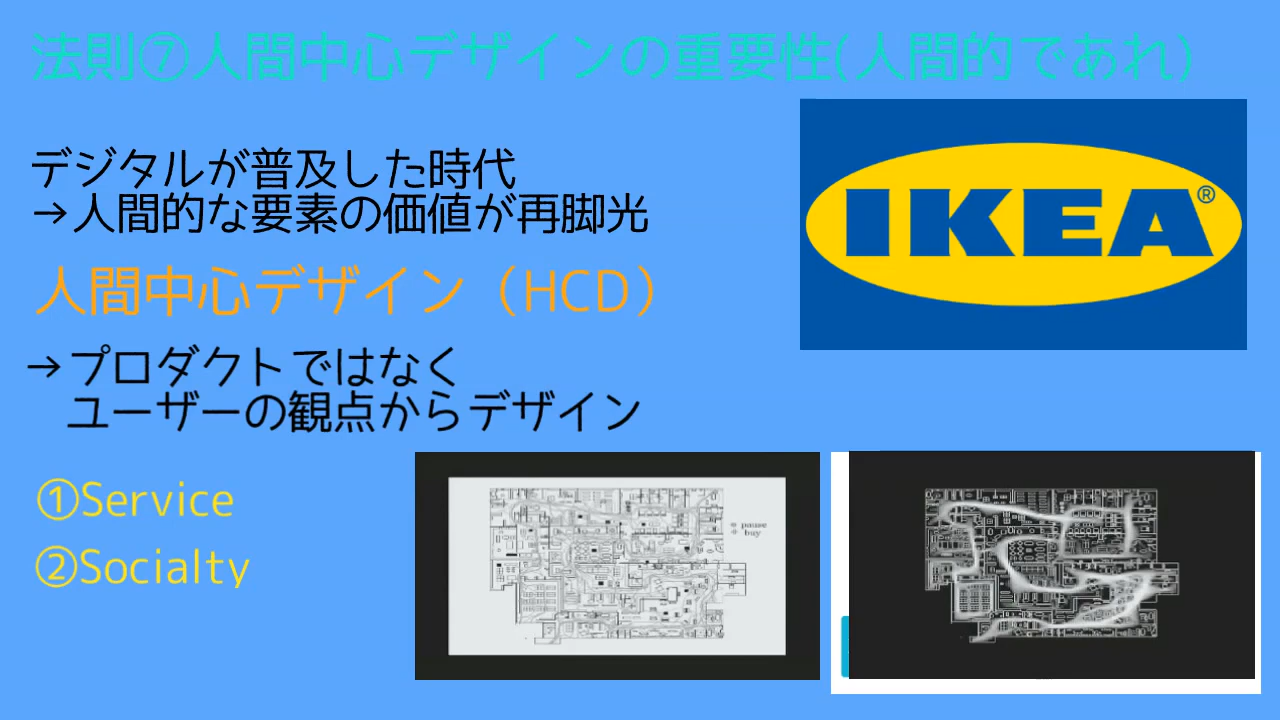 法則⑦人間中心デザインの重要性(人間的であれ)
デジタルが普及した時代
→人間的な要素の価値が再脚光
IKEA®
人間中心デザイン（HCD）
→プロダクトではなく
ユーザーの観点からデザイン
①Service
②Socialty
pause
buy